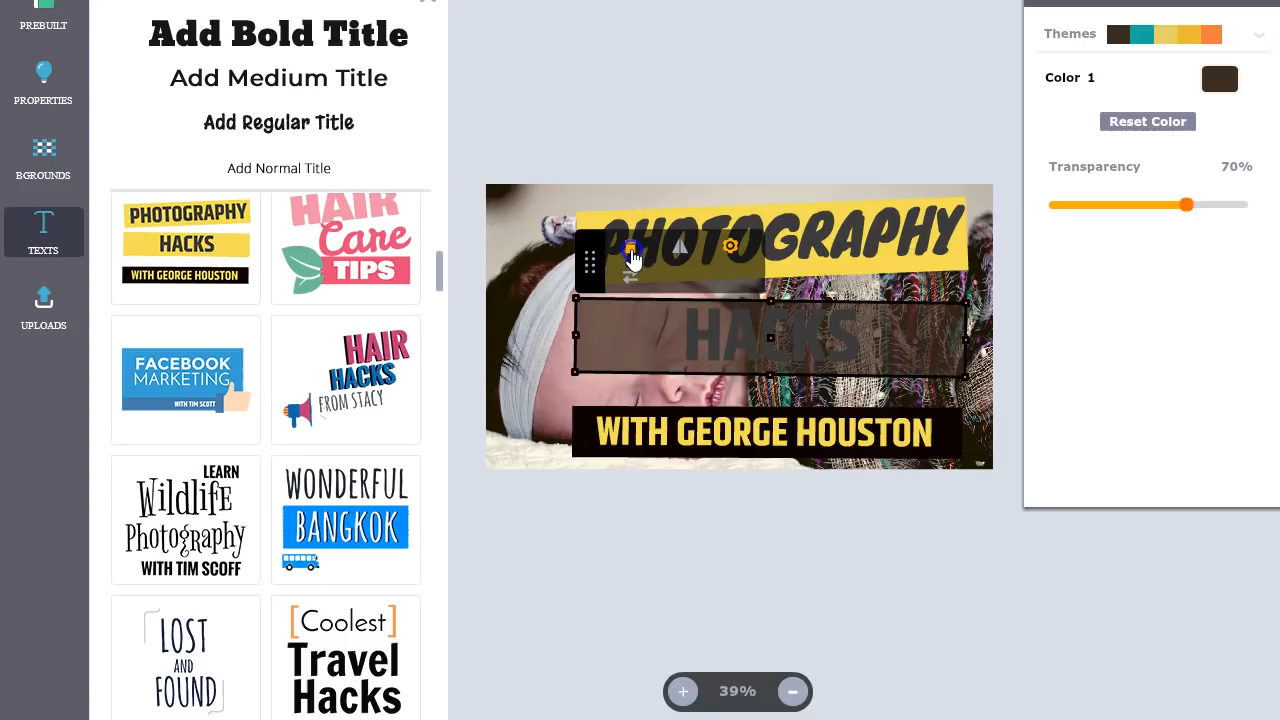 PREBUILT
PROPERTIES
BGROUNDS
TEXTS
UPLOADS
Add Bold Title
Add Medium Title
Add Regular Title
Add Normal Title
PHOTOGRAPHY
HACKS
WITH GEORGE HOUSTON
HAIR
Care
TIPS
FACEBOOK
MARKETING
WITH TIM SCOTT
HAIR
HACKS
FROM STACY
LEARN
Wildlife
Photography
WITH TIM SCOFF
WONDERFUL
BANGKOK
LOST
AND
FOUND
[Coolest]
Travel
Hacks
PHOTOGRAPHY
HACKS
WITH GEORGE HOUSTON
39%
Themes
Color 1
Reset Color
Transparency 70%